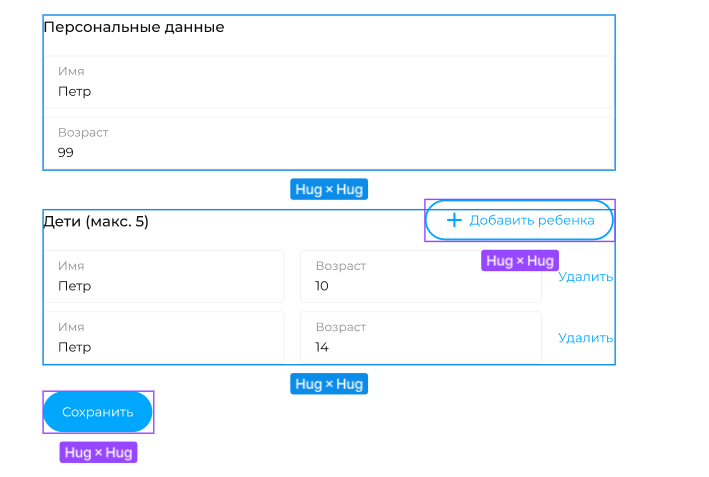 Персональные данные
Имя
Петр
Возраст
99
Hug × Hug
Дети (макс. 5)
Добавить ребенка
Hug × Hug
Имя
Петр
Возраст
10
Удалить
Имя
Петр
Возраст
14
Удалить
Hug × Hug
Сохранить
Hug × Hug